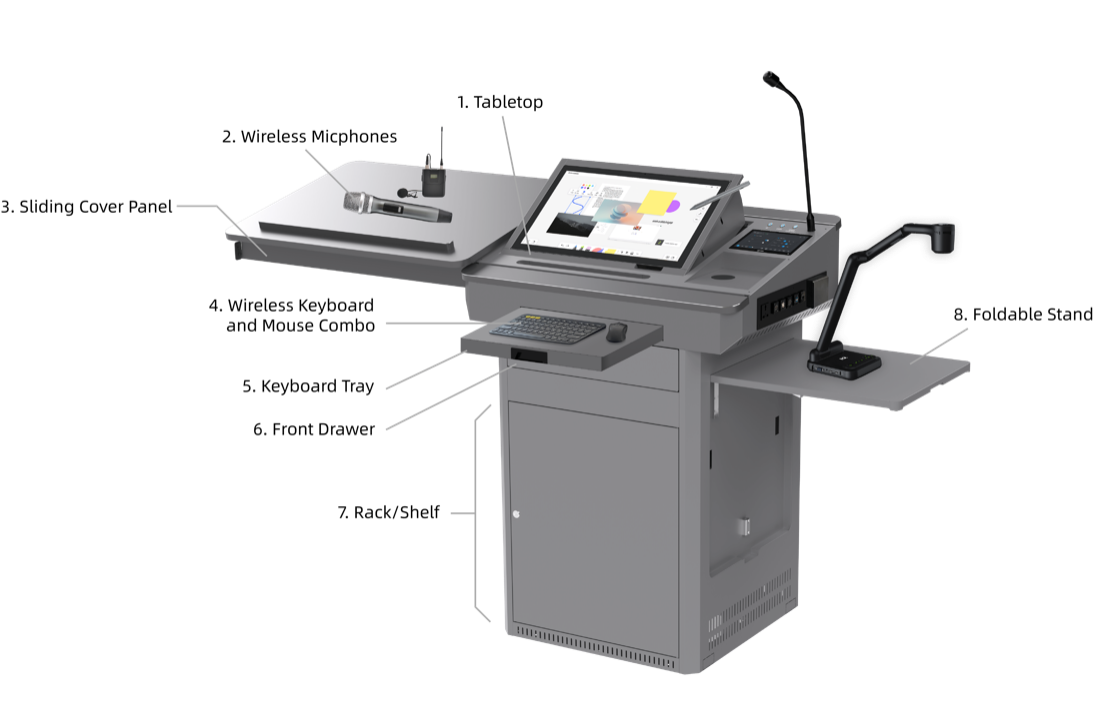 1. Tabletop
2. Wireless Micphones
3. Sliding Cover Panel
4. Wireless Keyboard
and Mouse Combo
8. Foldable Stand
5. Keyboard Tray
6. Front Drawer
7. Rack/Shelf